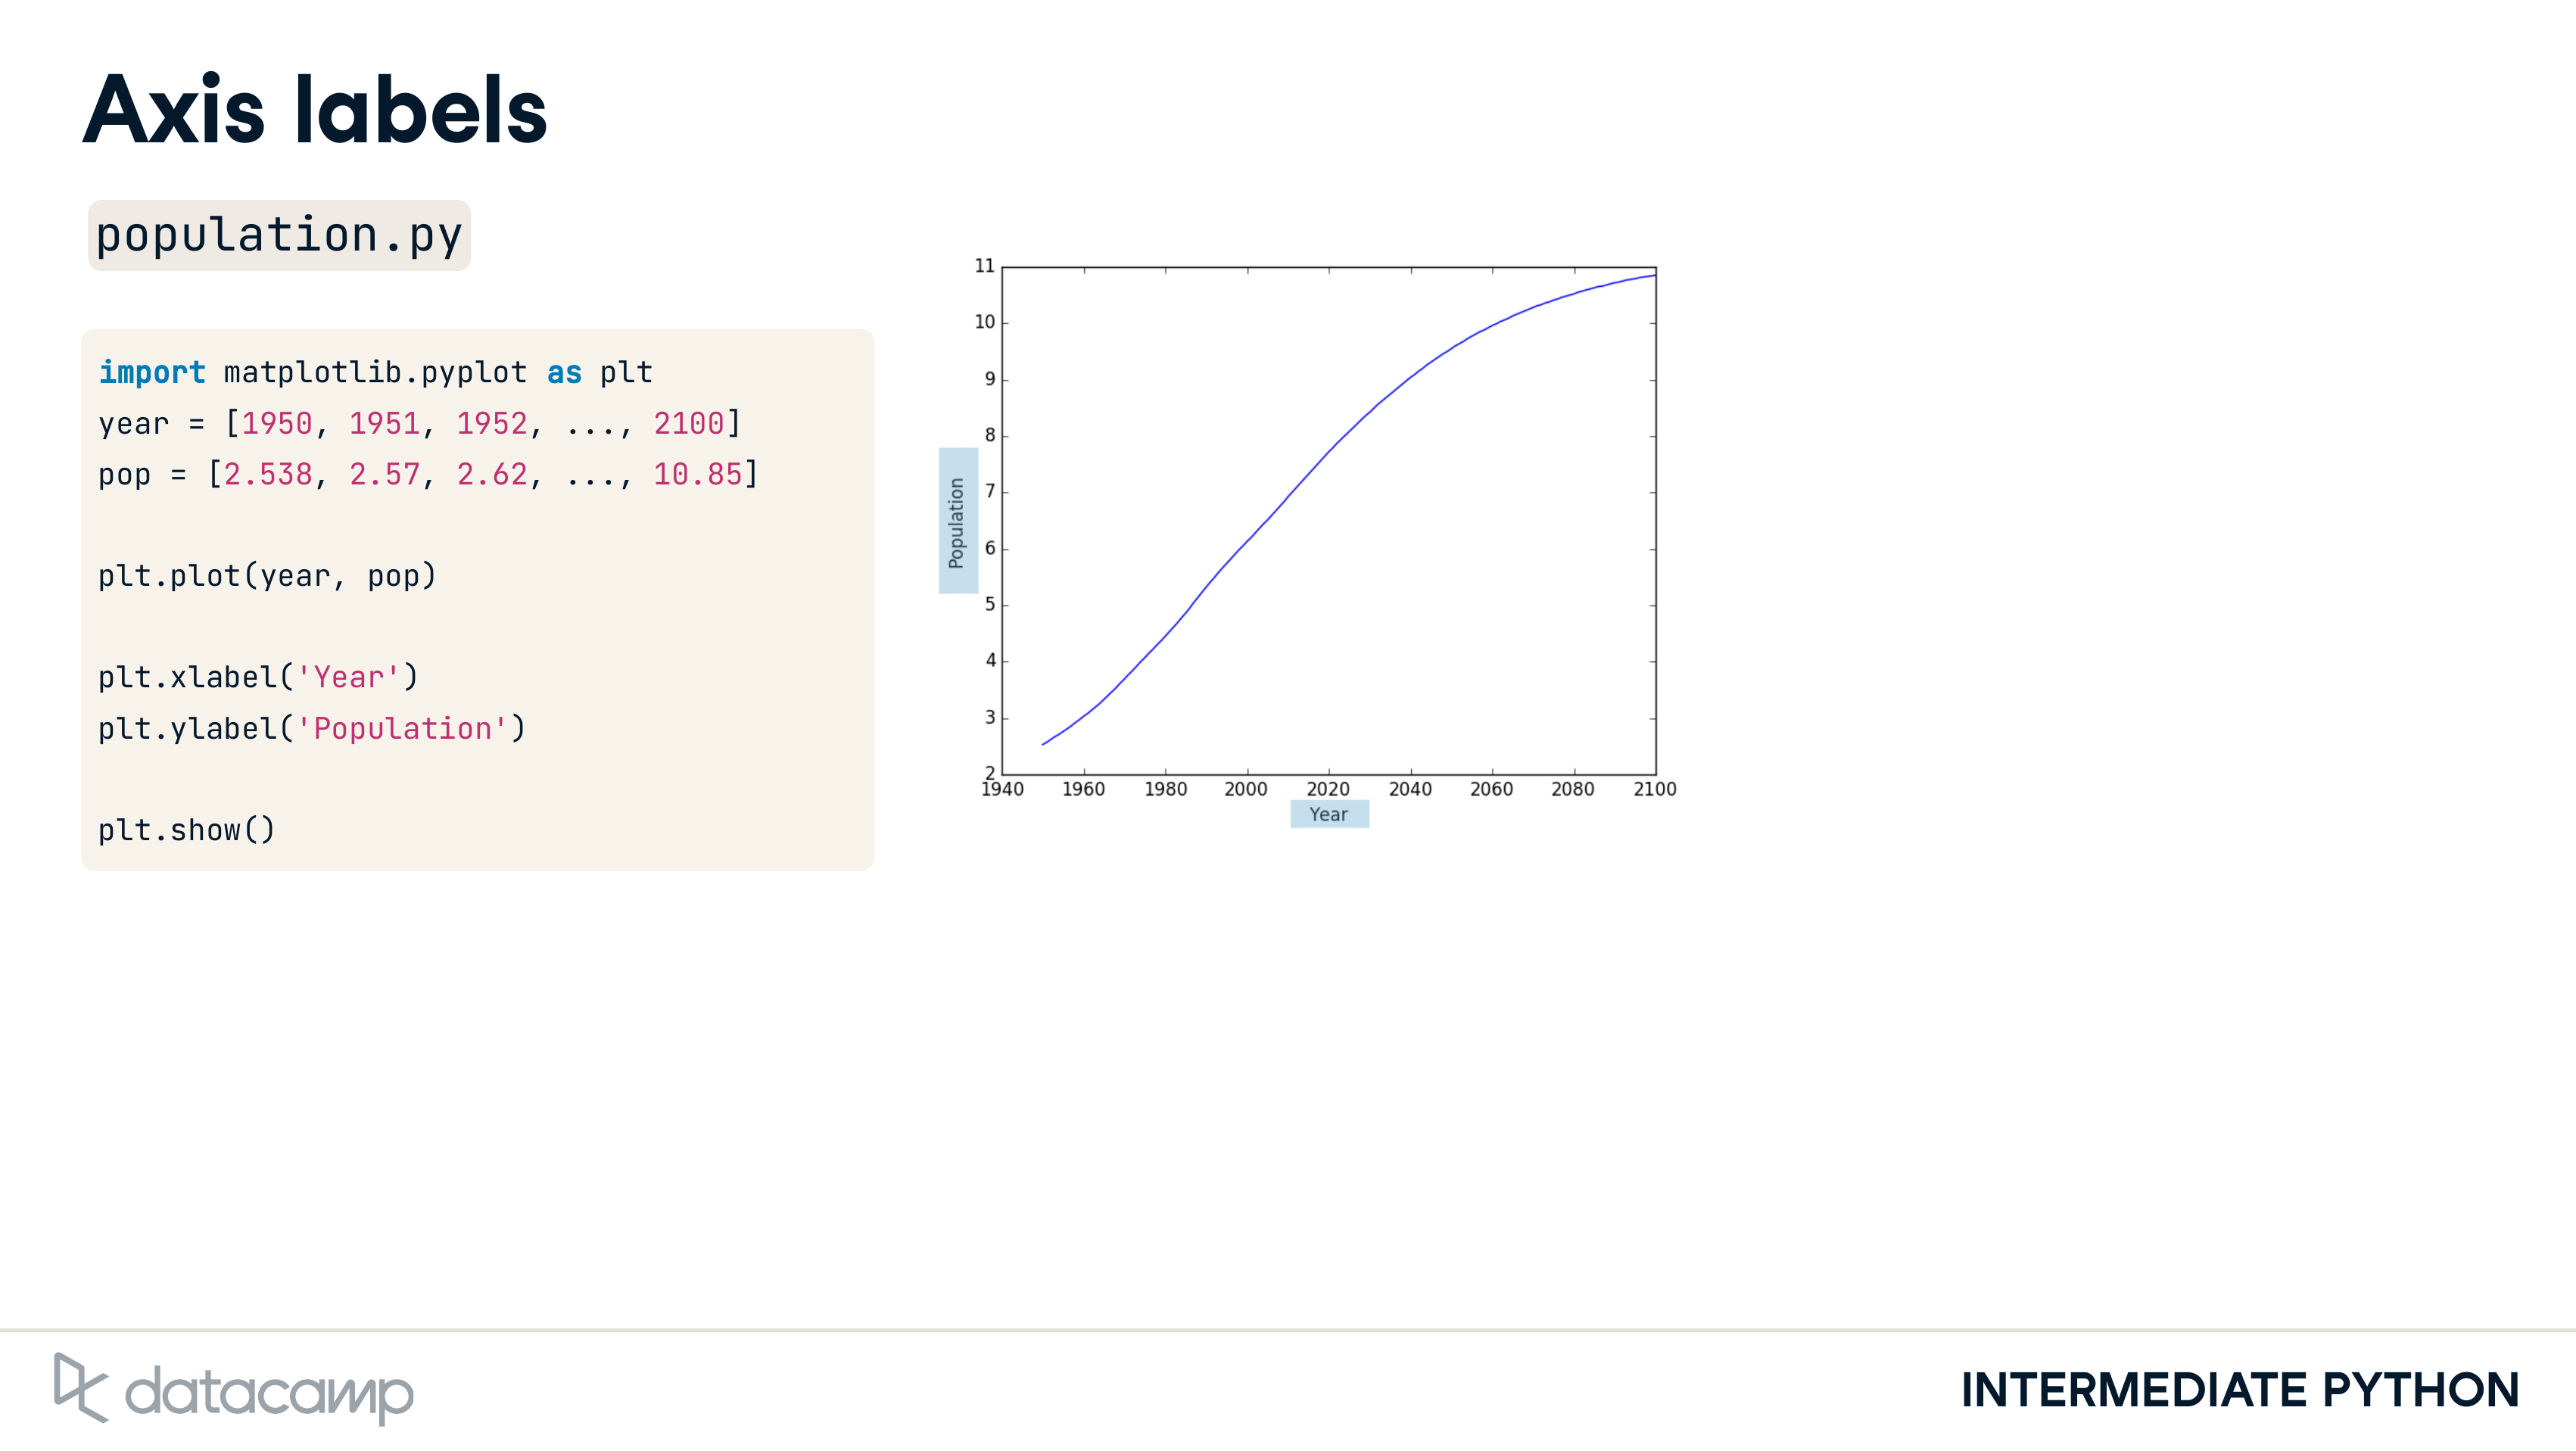 Axis labels
population.py
import matplotlib.pyplot as plt
year = [1950, 1951, 1952, ..., 2100]
pop = [2.538, 2.57, 2.62, ..., 10.85]
plt.plot(year, pop)
plt.xlabel('Year')
plt.ylabel('Population')
plt.show()
11
10
9
8
7
6
5
4
3
2
Population
1940 1960 1980 2000 2020 2040 2060 2080 2100
Year
datacamp
INTERMEDIATE PYTHON